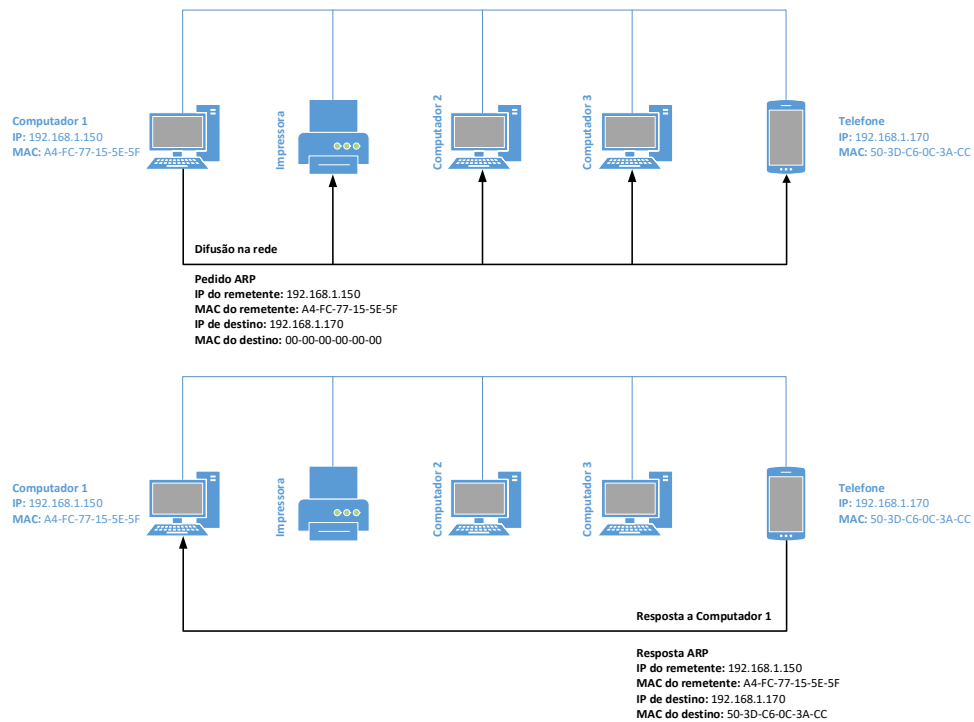 Computador 1
IP: 192.168.1.150
MAC: A4-FC-77-15-5E-5F
Impressora
Computador 2
Computador 3
Telefone
IP: 192.168.1.170
MAC: 50-3D-C6-0C-3A-CC
Difusão na rede
Pedido ARP
IP do remetente: 192.168.1.150
MAC do remetente: A4-FC-77-15-5E-5F
IP de destino: 192.168.1.170
MAC do destino: 00-00-00-00-00-00
Computador 1
IP: 192.168.1.150
MAC: A4-FC-77-15-5E-5F
Impressora
Computador 2
Computador 3
Telefone
IP: 192.168.1.170
MAC: 50-3D-C6-0C-3A-CC
Resposta a Computador 1
Resposta ARP
IP do remetente: 192.168.1.150
MAC do remetente: A4-FC-77-15-5E-5F
IP de destino: 192.168.1.170
MAC do destino: 50-3D-C6-0C-3A-CC